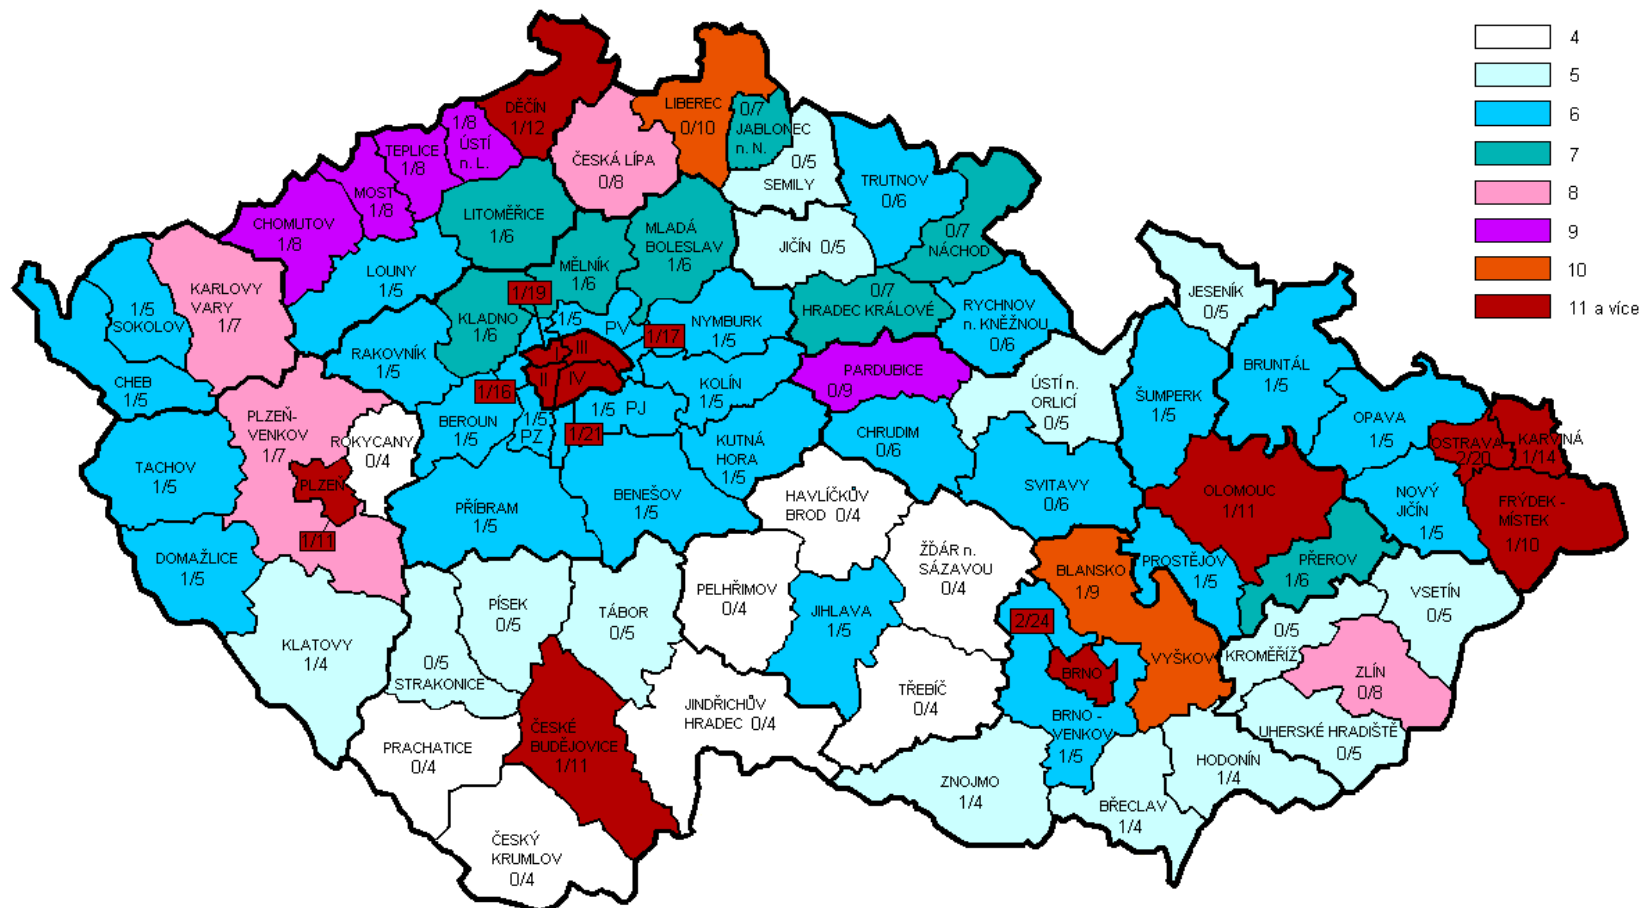 4
5
6
7
8
9
10
11 a více
DĚČÍN
1/12
LIBEREC
0/10
0/7
JABLONEC
n. N.
1/8
ÚSTÍ
n. L.
TEPLICE
1/8
MOST
1/8
CHOMUTOV
1/8
ČESKÁ LÍPA
0/8
0/5
SEMILY
TRUTNOV
0/6
0/7
NÁCHOD
LITOMĚŘICE
1/6
MLADÁ
BOLESLAV
1/6
JIČÍN 0/5
MĚLNÍK
1/6
LOUNY
1/5
KARLOVY
VARY
1/7
1/5
SOKOLOV
CHEB
1/5
1/19
KLADNO
1/6
1/5
PV
1/17
NYMBURK
1/5
0/7
HRADEC KRÁLOVÉ
RYCHNOV
n. KNĚŽNOU
0/6
JESENÍK
0/5
RAKOVNÍK
1/5
I
III
II
IV
1/16
KOLÍN
1/5
PARDUBICE
0/9
ÚSTÍ n.
ORLICÍ
0/5
ŠUMPERK
1/5
BRUNTÁL
1/5
OPAVA
1/5
OSTRAVA
2/20
KARVINÁ
1/14
PLZEŇ-
VENKOV
1/7
ROKYCANY
0/4
BEROUN
1/5
1/5
PZ
1/5 PJ
1/21
KUTNÁ
HORA
1/5
CHRUDIM
0/6
TACHOV
1/5
PLZEŇ
1/11
PŘÍBRAM
1/5
BENEŠOV
1/5
HAVLÍČKŮV
BROD 0/4
SVITAVY
0/6
OLOMOUC
1/11
NOVÝ
JIČÍN
1/5
FRÝDEK -
MÍSTEK
1/10
DOMAŽLICE
1/5
ŽĎÁR n.
SÁZAVOU
0/4
BLANSKO
1/9
PROSTĚJOV
1/5
PŘEROV
1/6
VSETÍN
0/5
KLATOVY
1/4
PÍSEK
0/5
TÁBOR
0/5
PELHŘIMOV
0/4
JIHLAVA
1/5
2/24
0/5
KROMĚŘÍŽ
0/5
STRAKONICE
TŘEBÍČ
0/4
BRNO
VYŠKOV
ZLÍN
0/8
JINDŘICHŮV
HRADEC 0/4
BRNO -
VENKOV
1/5
UHERSKÉ HRADIŠTĚ
0/5
PRACHATICE
0/4
ČESKÉ
BUDĚJOVICE
1/11
HODONÍN
1/4
ZNOJMO
1/4
BŘECLAV
1/4
ČESKÝ
KRUMLOV
0/4